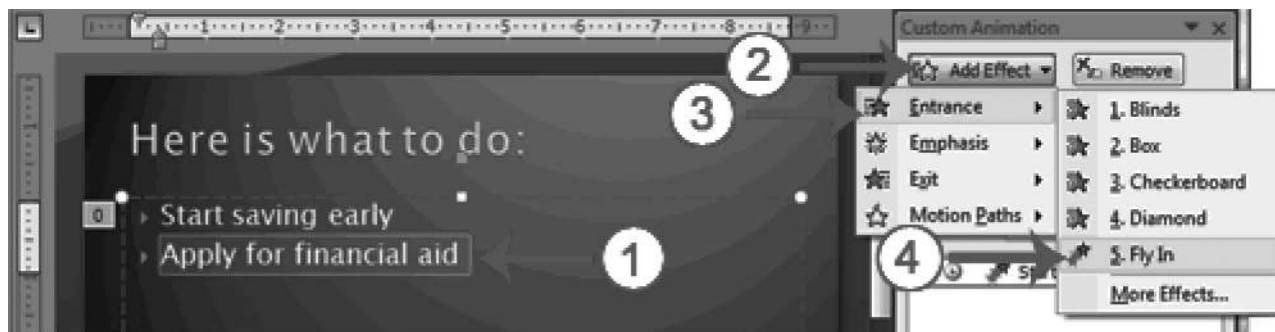 1 2 3 4 5 6 7 8 9
Custom Animation
2
Add Effect
Remove
3
Entrance
1. Blinds
Here is what to do:
Emphasis
2. Box
Exit
3. Checkerboard
0
Start saving early
Motion Paths
4. Diamond
Apply for financial aid
1
4
5. Fly In
More Effects...